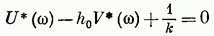 U*(ω) − h₀V*(ω) + 1/k = 0